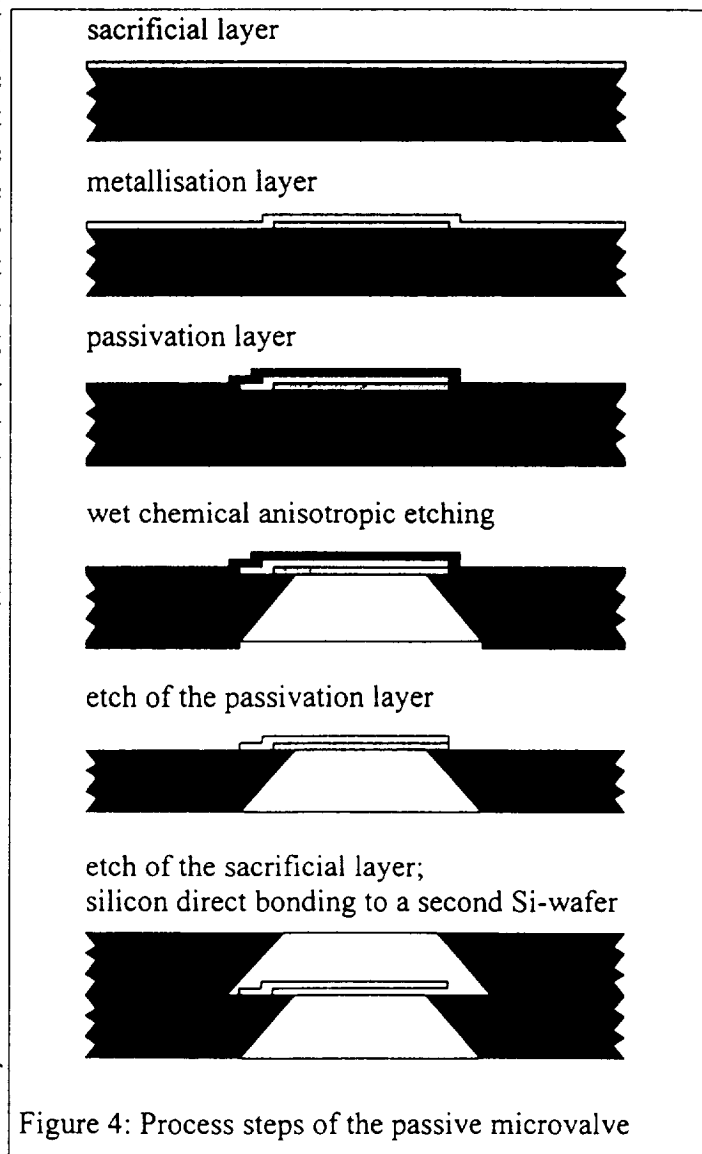 sacrificial layer
metallisation layer
passivation layer
wet chemical anisotropic etching
etch of the passivation layer
etch of the sacrificial layer;
silicon direct bonding to a second Si-wafer
Figure 4: Process steps of the passive microvalve